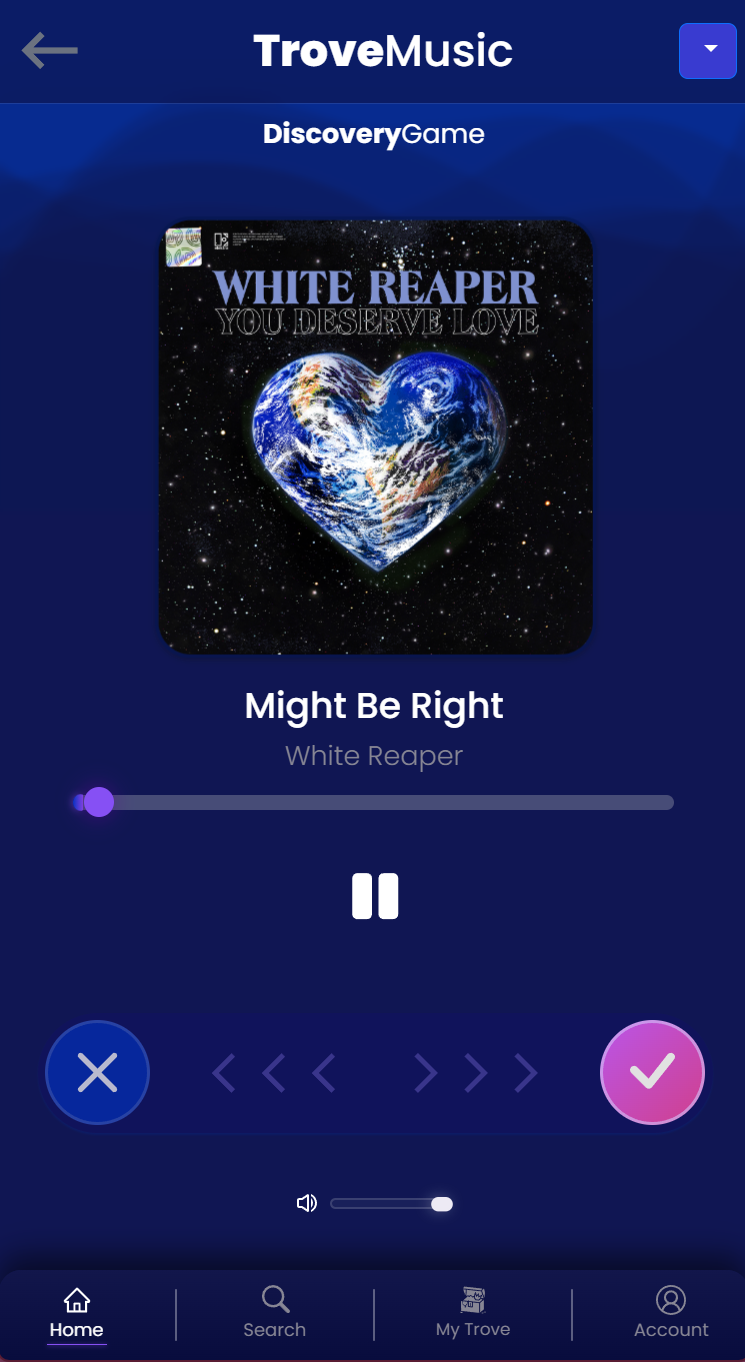 TroveMusic
DiscoveryGame
WHITE REAPER
YOU DESERVE LOVE
Might Be Right
White Reaper
Home
Search
My Trove
Account